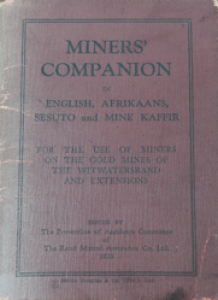 MINERS'
COMPANION
IN
ENGLISH, AFRIKAANS,
SESUTO and MINE KAFFIR
FOR THE USE OF MINERS
ON THE GOLD MINES OF
THE WITWATERSRAND
AND EXTENSIONS
ISSUED BY
The Prevention of Accidents Committee
of
The Rand Mutual Assurance Co. Ltd.